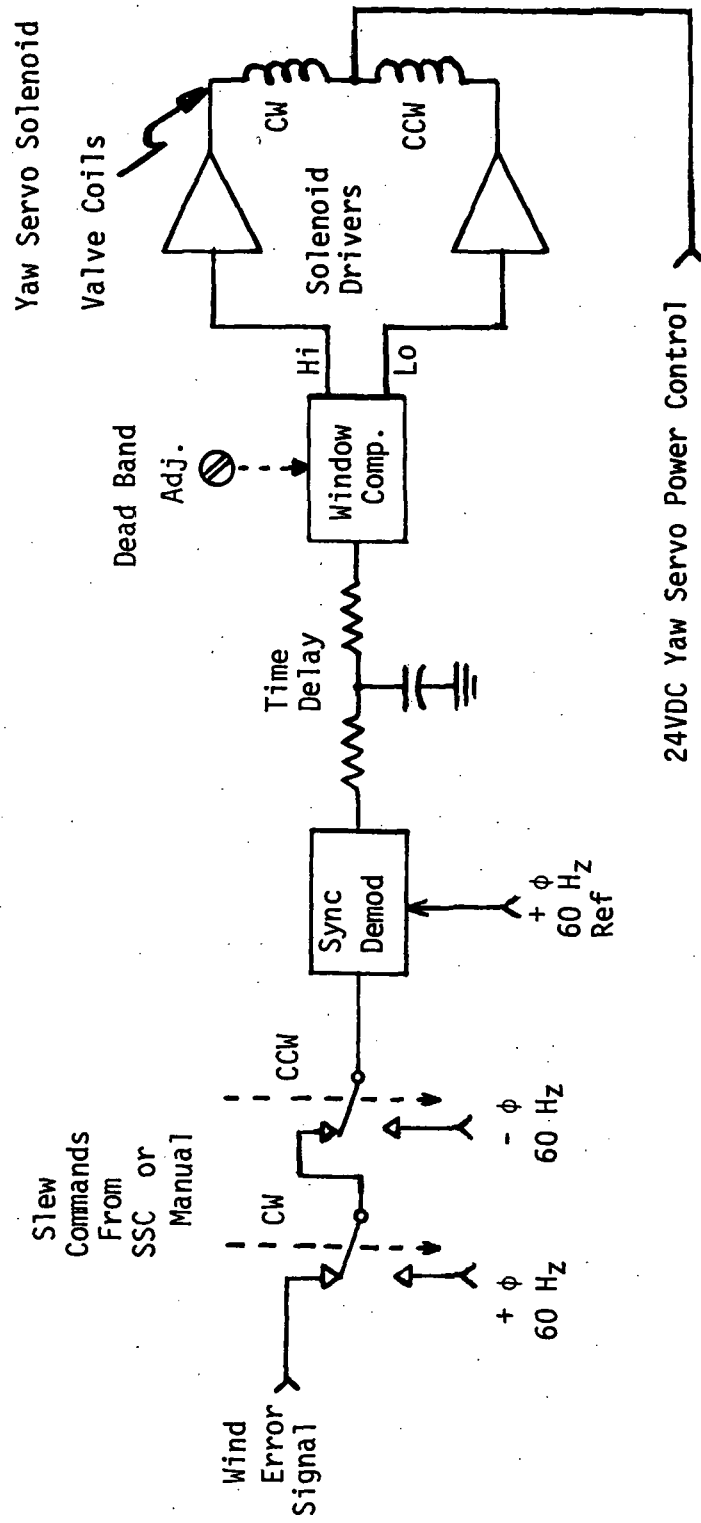 Wind
Error
Signal
Slew
Commands
From
SSC or
Manual
CW
CCW
+ ϕ
60 Hz
- ϕ
60 Hz
Sync
Demod
+ ϕ
60 Hz
Ref
Time
Delay
Dead Band
Adj.
Window
Comp.
Hi
Lo
Solenoid
Drivers
Yaw Servo Solenoid
Valve Coils
CW
CCW
24VDC Yaw Servo Power Control